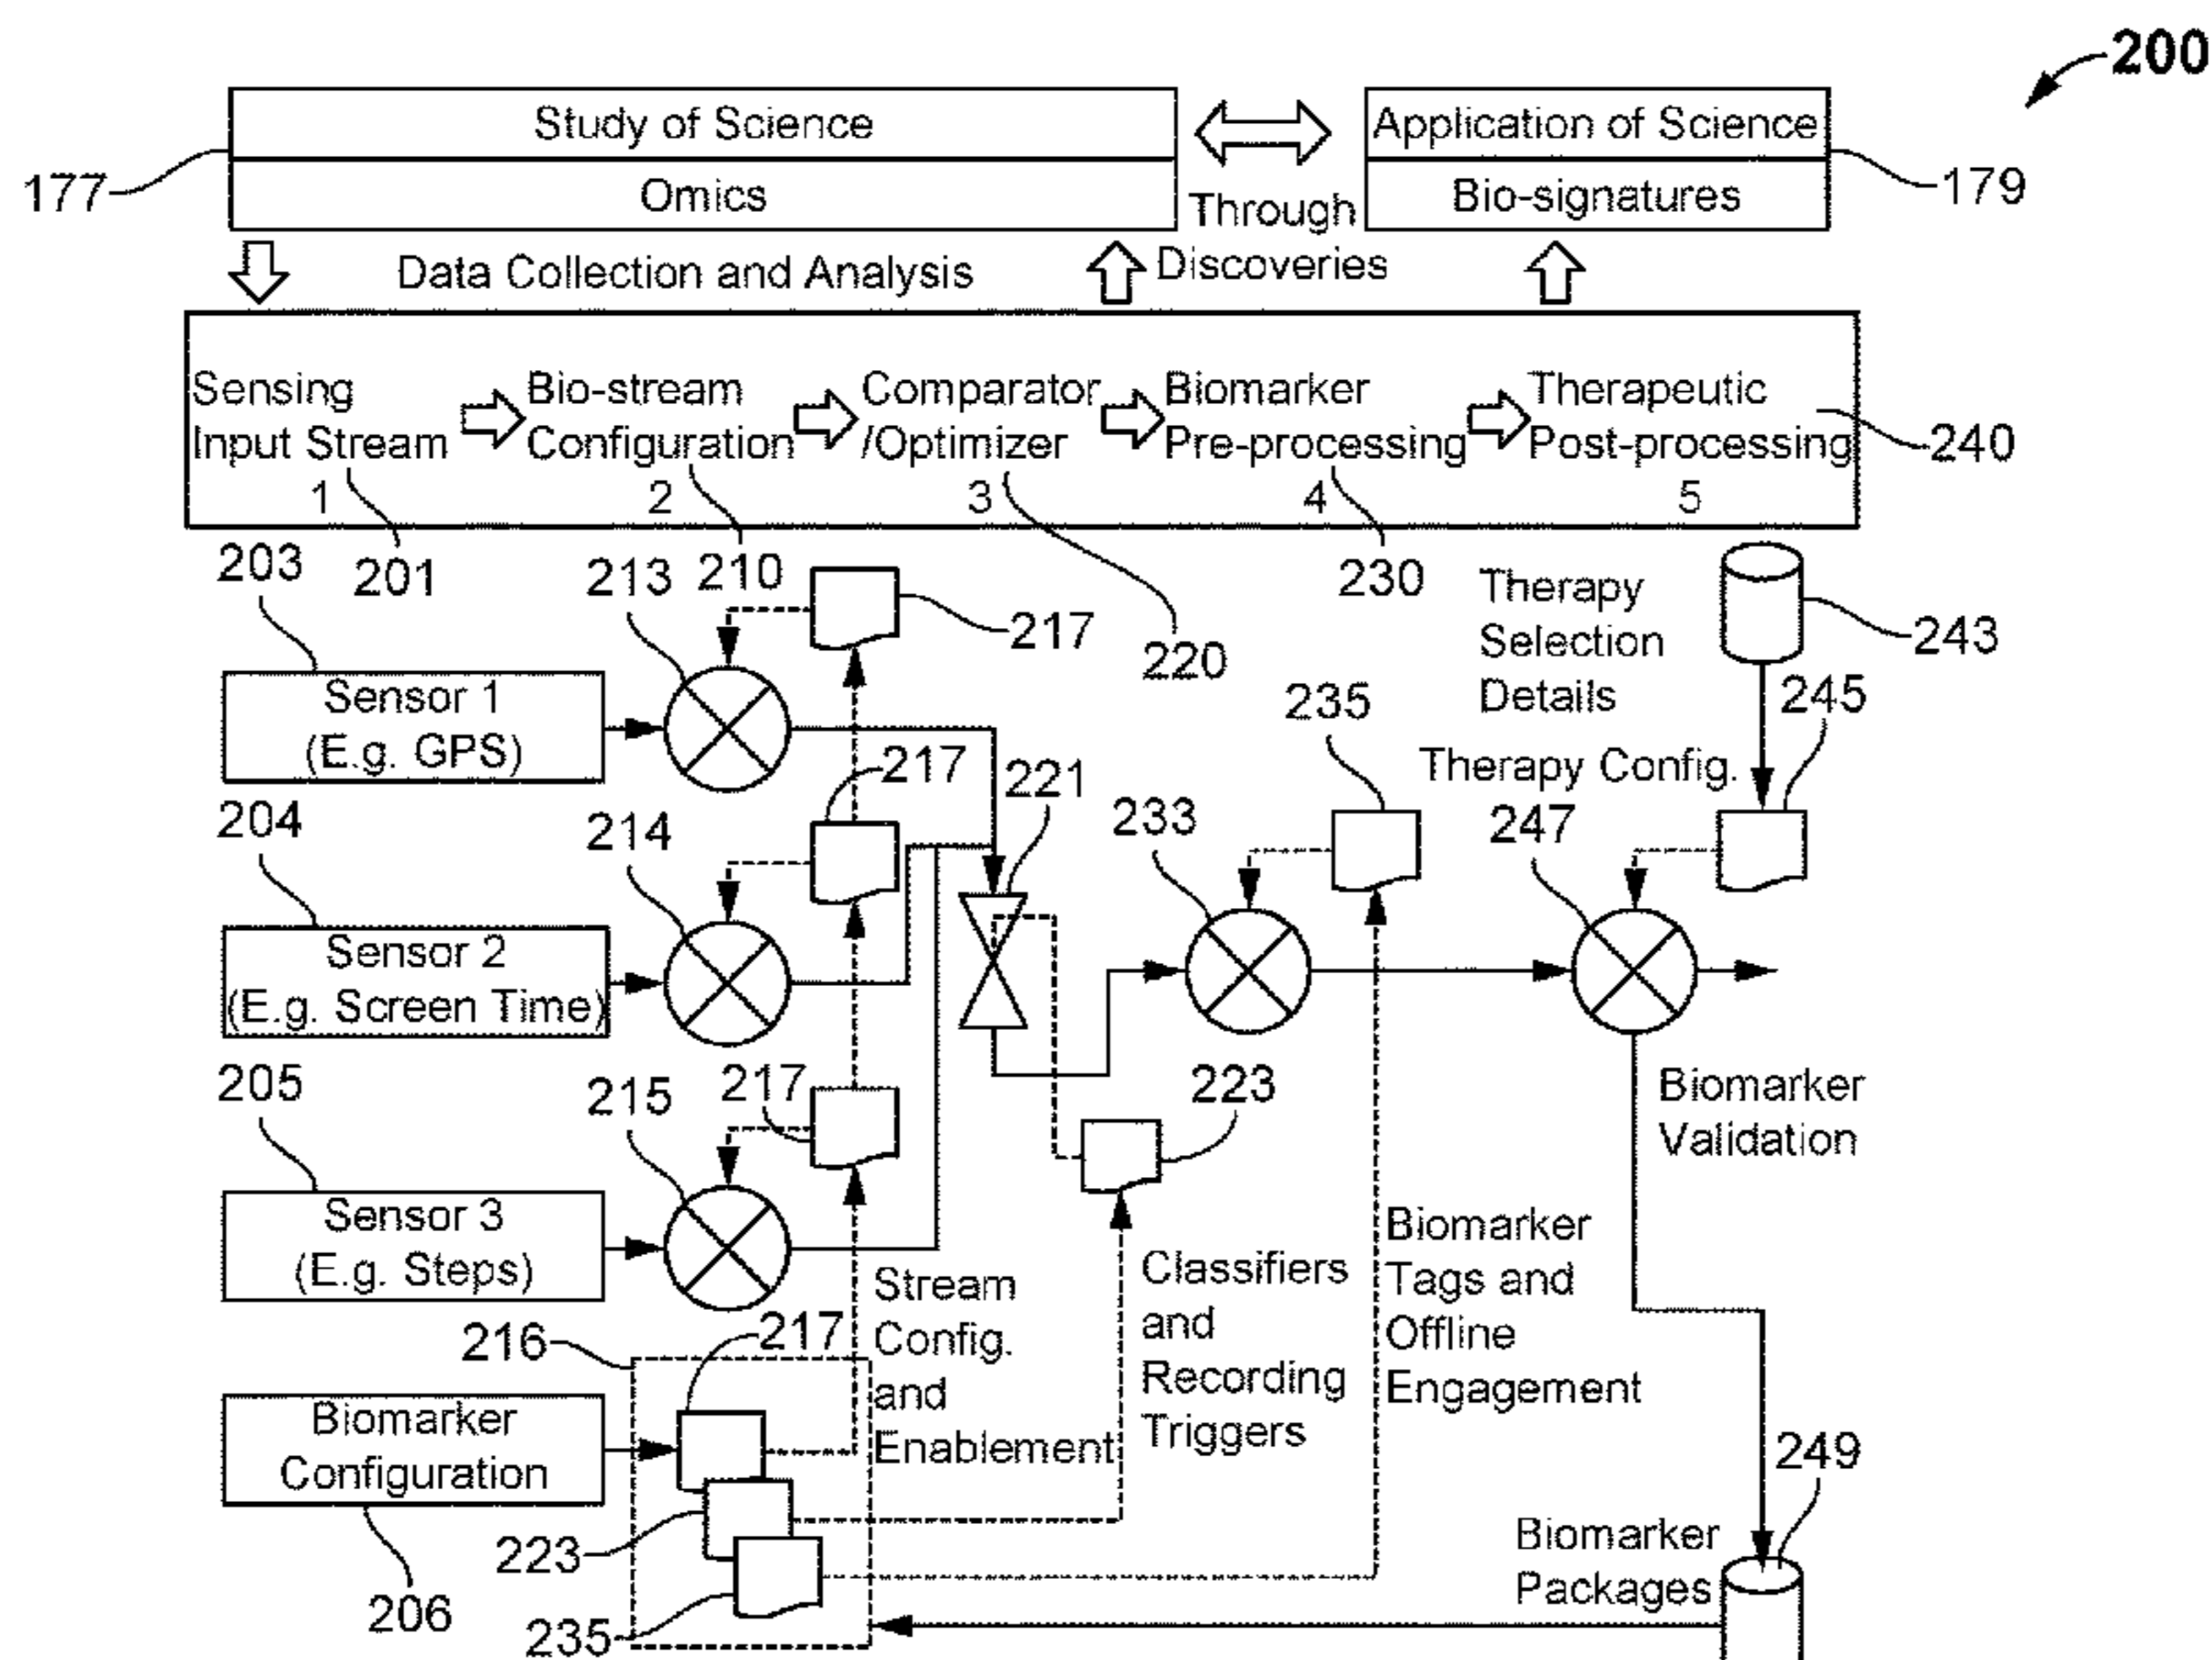 200
Study of Science
Application of Science
177
Omics
Through
Bio-signatures
179
Data Collection and Analysis
Discoveries
Sensing
Input Stream
1
Bio-stream
Configuration
2
Comparator
/Optimizer
3
Biomarker
Pre-processing
4
Therapeutic
Post-processing
5
240
203
201
213
210
217
220
230
Therapy
Selection
Details
243
Sensor 1
(E.g. GPS)
217
221
235
245
Therapy Config.
204
214
233
247
Sensor 2
(E.g. Screen Time)
205
215
217
223
Biomarker
Validation
Sensor 3
(E.g. Steps)
Stream
Config.
and
Enablement
Classifiers
and
Recording
Triggers
Biomarker
Tags and
Offline
Engagement
216
217
Biomarker
Configuration
249
223
Biomarker
Packages
206
235